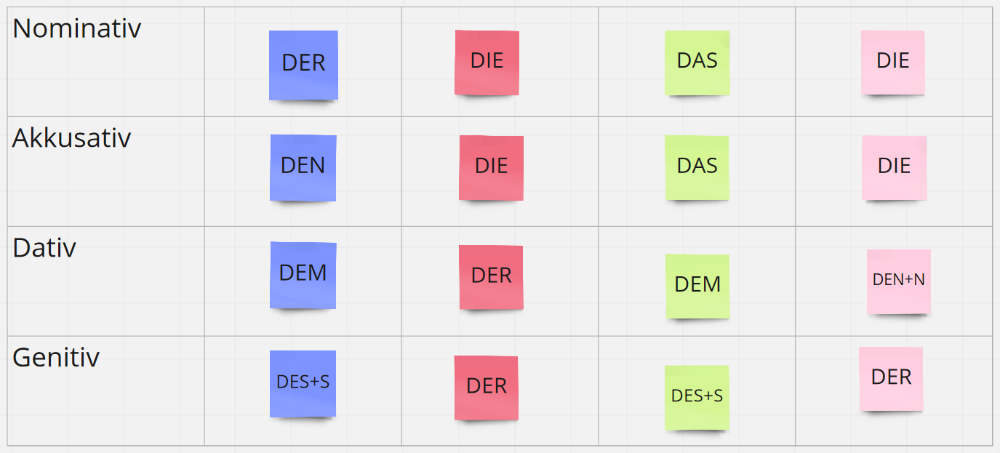 Nominativ
DER
DIE
DAS
DIE
Akkusativ
DEN
DIE
DAS
DIE
Dativ
DEM
DER
DEM
DEN+N
Genitiv
DES+S
DER
DES+S
DER